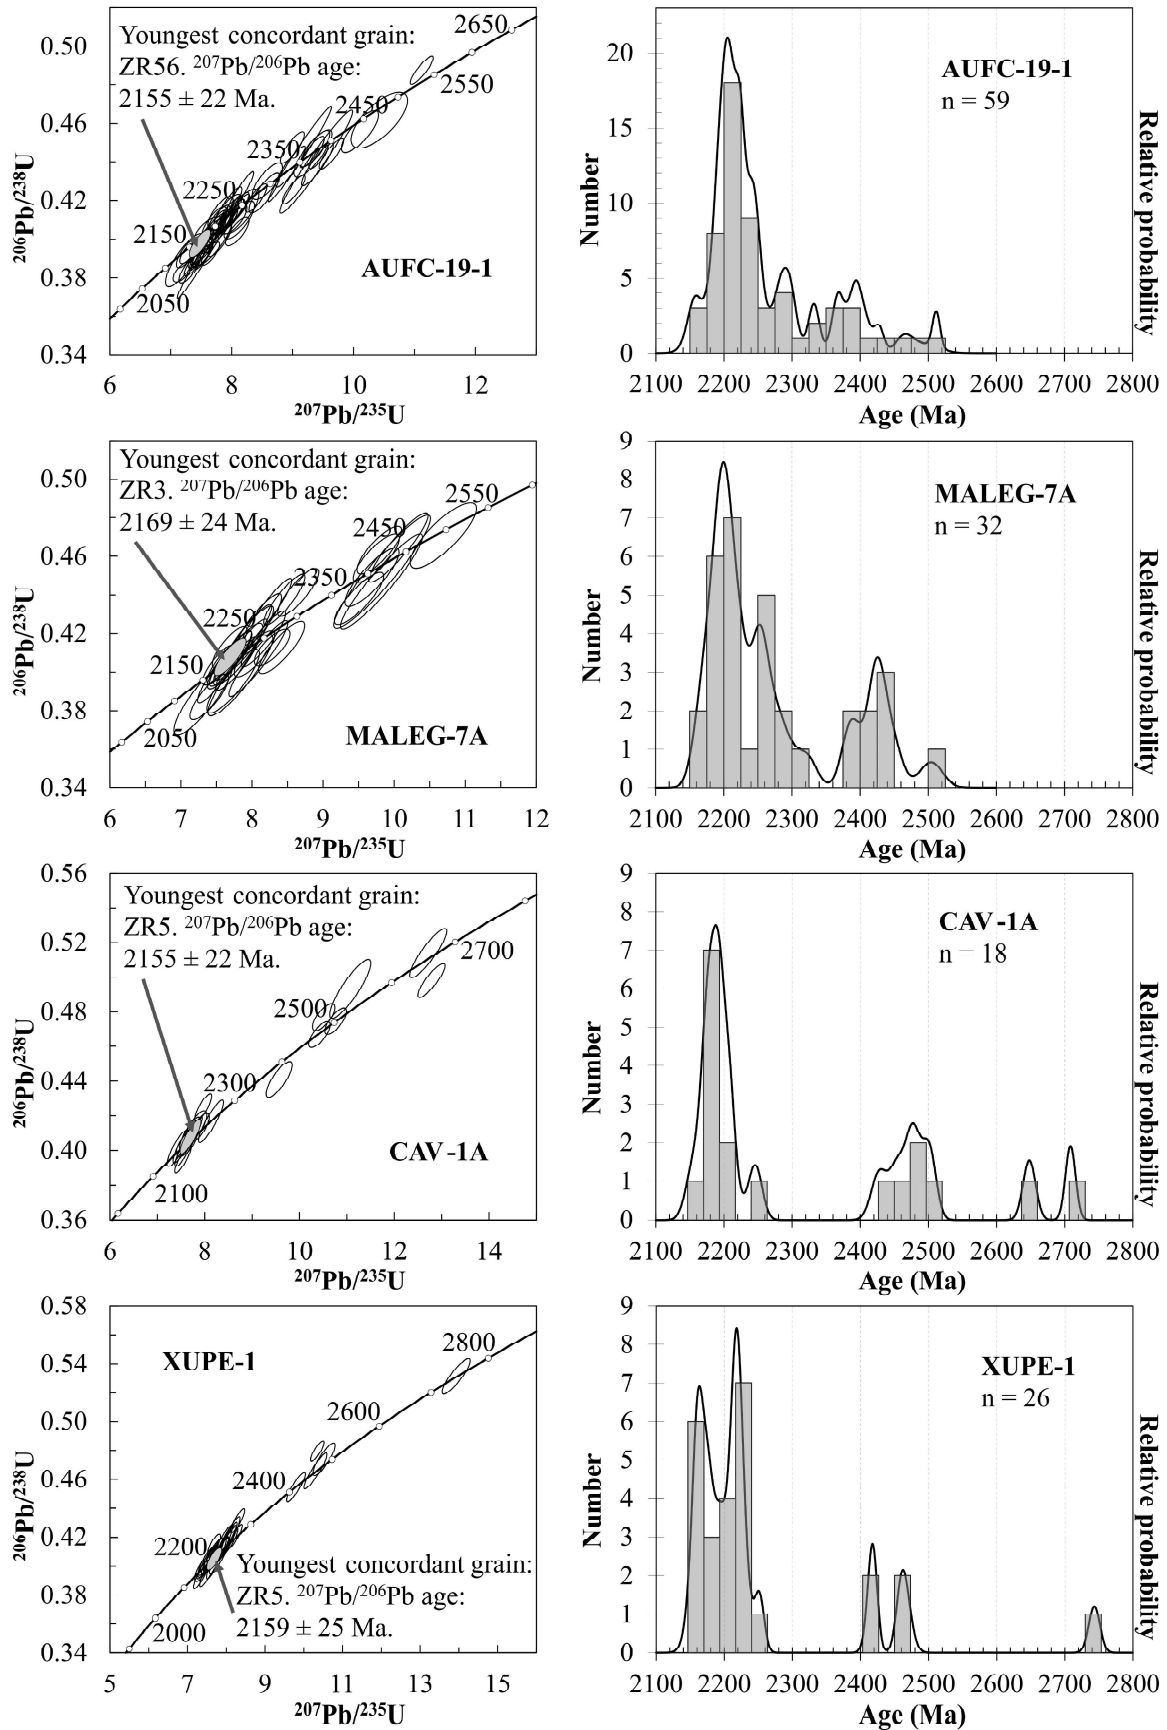 Youngest concordant grain:
ZR56. ²⁰⁷Pb/²⁰⁶Pb age:
2155 ± 22 Ma.
2650
2550
2450
2350
2250
2150
2050
AUFC-19-1
0.50
0.46
0.42
0.38
0.34
²⁰⁶Pb/²³⁸U
6 8 10 12
²⁰⁷Pb/²³⁵U
AUFC-19-1
n = 59
20
15
10
5
0
Number
Relative probability
2100 2200 2300 2400 2500 2600 2700 2800
Age (Ma)
Youngest concordant grain:
ZR3. ²⁰⁷Pb/²⁰⁶Pb age:
2169 ± 24 Ma.
2550
2450
2350
2250
2150
2050
MALEG-7A
0.50
0.46
0.42
0.38
0.34
²⁰⁶Pb/²³⁸U
6 7 8 9 10 11 12
²⁰⁷Pb/²³⁵U
MALEG-7A
n = 32
9
8
7
6
5
4
3
2
1
0
Number
Relative probability
2100 2200 2300 2400 2500 2600 2700 2800
Age (Ma)
Youngest concordant grain:
ZR5. ²⁰⁷Pb/²⁰⁶Pb age:
2155 ± 22 Ma.
2700
2500
2300
2100
CAV-1A
0.56
0.52
0.48
0.44
0.40
0.36
²⁰⁶Pb/²³⁸U
6 8 10 12 14
²⁰⁷Pb/²³⁵U
CAV-1A
n = 18
9
8
7
6
5
4
3
2
1
0
Number
Relative probability
2100 2200 2300 2400 2500 2600 2700 2800
Age (Ma)
XUPE-1
2800
2600
2400
2200
2000
Youngest concordant grain:
ZR5. ²⁰⁷Pb/²⁰⁶Pb age:
2159 ± 25 Ma.
0.58
0.54
0.50
0.46
0.42
0.38
0.34
²⁰⁶Pb/²³⁸U
5 7 9 11 13 15
²⁰⁷Pb/²³⁵U
XUPE-1
n = 26
9
8
7
6
5
4
3
2
1
0
Number
Relative probability
2100 2200 2300 2400 2500 2600 2700 2800
Age (Ma)